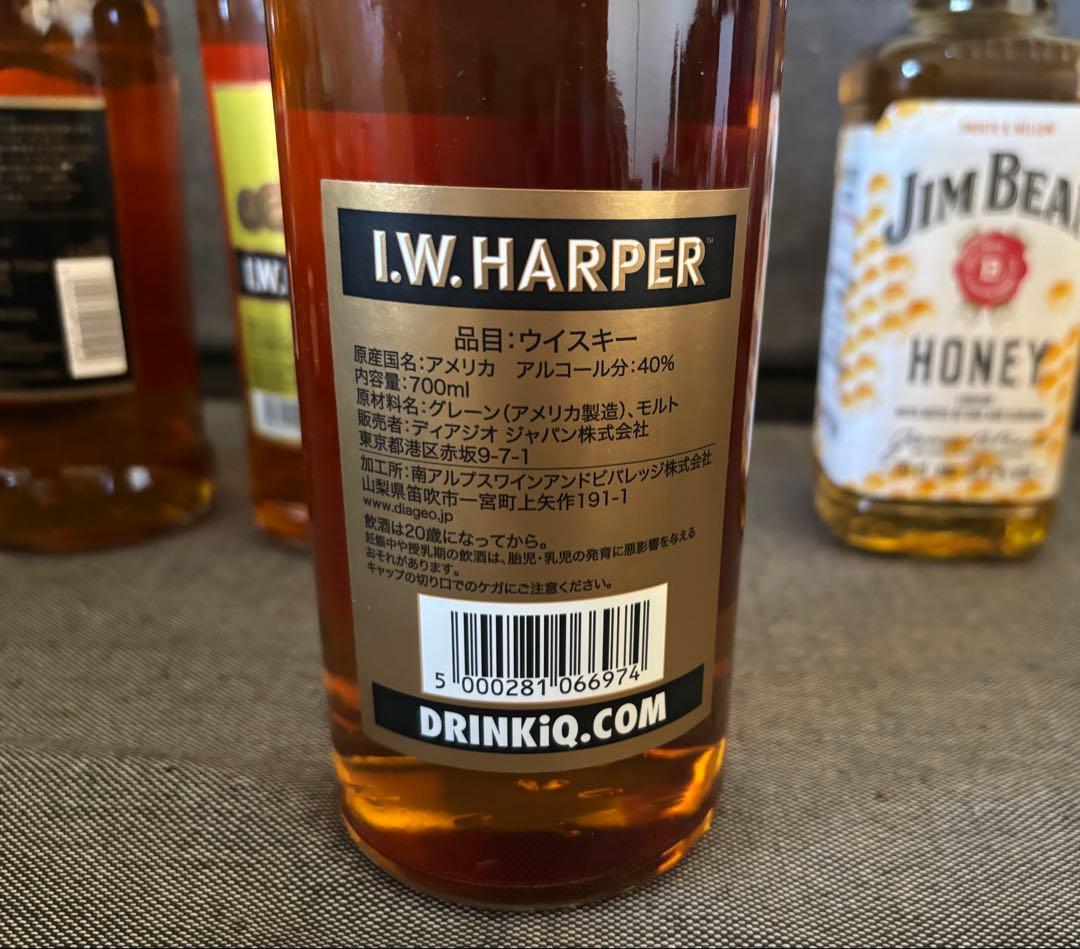 I.W. HARPER™
品目：ウイスキー
原産国名：アメリカ　アルコール分：40%
内容量：700ml
原材料名：グレーン（アメリカ製造）、モルト
販売者：ディアジオ ジャパン株式会社
東京都港区赤坂9-7-1
加工所：南アルプスワインアンドビバレッジ株式会社
山梨県笛吹市一宮町上矢作191-1
www.diageo.jp
飲酒は20歳になってから。
妊娠中や授乳期の飲酒は、胎児・乳児の発育に悪影響を与える
おそれがあります。
キャップの切り口でのケガにご注意ください。
5 000281 066974
DRINKiQ.COM
I.W.
JIM BEA
HONEY